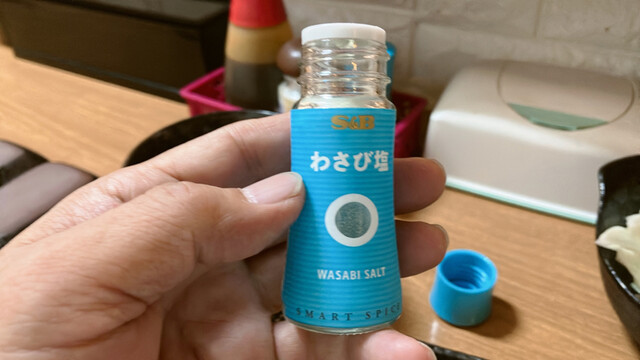 S&B
わさび塩
WASABI SALT
SMART SPICE